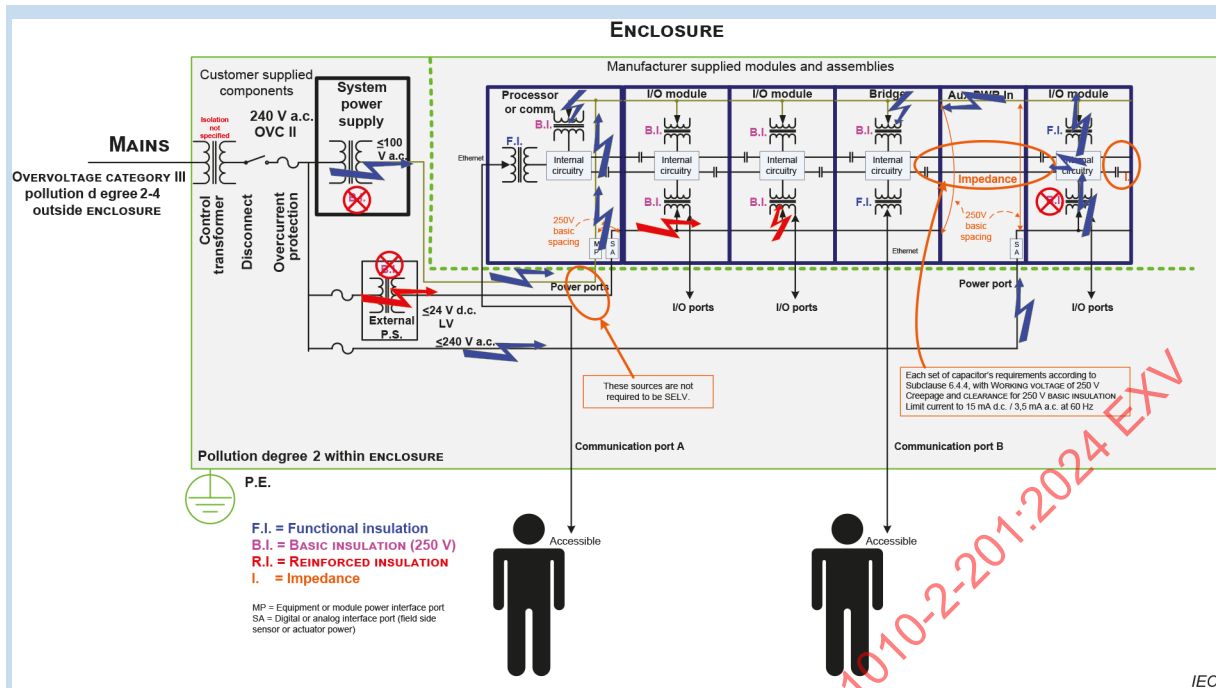 ENCLOSURE
Customer supplied
components
Manufacturer supplied modules and assemblies
System
power
supply
Processor
or comm.
I/O module
I/O module
Bridge
Aux PWR In
I/O module
Isolation
not
specified
240 V a.c.
OVC II
≤100
V a.c.
B.I.
F.I.
B.I.
B.I.
B.I.
F.I.
MAINS
OVERVOLTAGE CATEGORY III
pollution d egree 2-4
outside ENCLOSURE
Ethernet
Internal
circuitry
Internal
circuitry
Internal
circuitry
Internal
circuitry
Internal
circuitry
Impedance
Control
transformer
Disconnect
Overcurrent
protection
B.I.
B.I.
F.I.
R.I
250V
basic
spacing
250V
basic
spacing
MP
SA
Ethernet
SA
Power ports
Power port
I/O ports
I/O ports
I/O ports
External
P.S.
≤24 V d.c.
LV
≤240 V a.c.
These sources are not
required to be SELV.
Each set of capacitor's requirements according to
Subclause 6.4.4, with WORKING VOLTAGE of 250 V
Creepage and CLEARANCE for 250 V BASIC INSULATION
Limit current to 15 mA d.c. / 3,5 mA a.c. at 60 Hz
Communication port A
Communication port B
Pollution degree 2 within ENCLOSURE
P.E.
F.I. = Functional insulation
B.I. = BASIC INSULATION (250 V)
R.I. = REINFORCED INSULATION
I. = Impedance
MP = Equipment or module power interface port
SA = Digital or analog interface port (field side
sensor or actuator power)
Accessible
Accessible
1010-2-201:2024 EXV
IEC